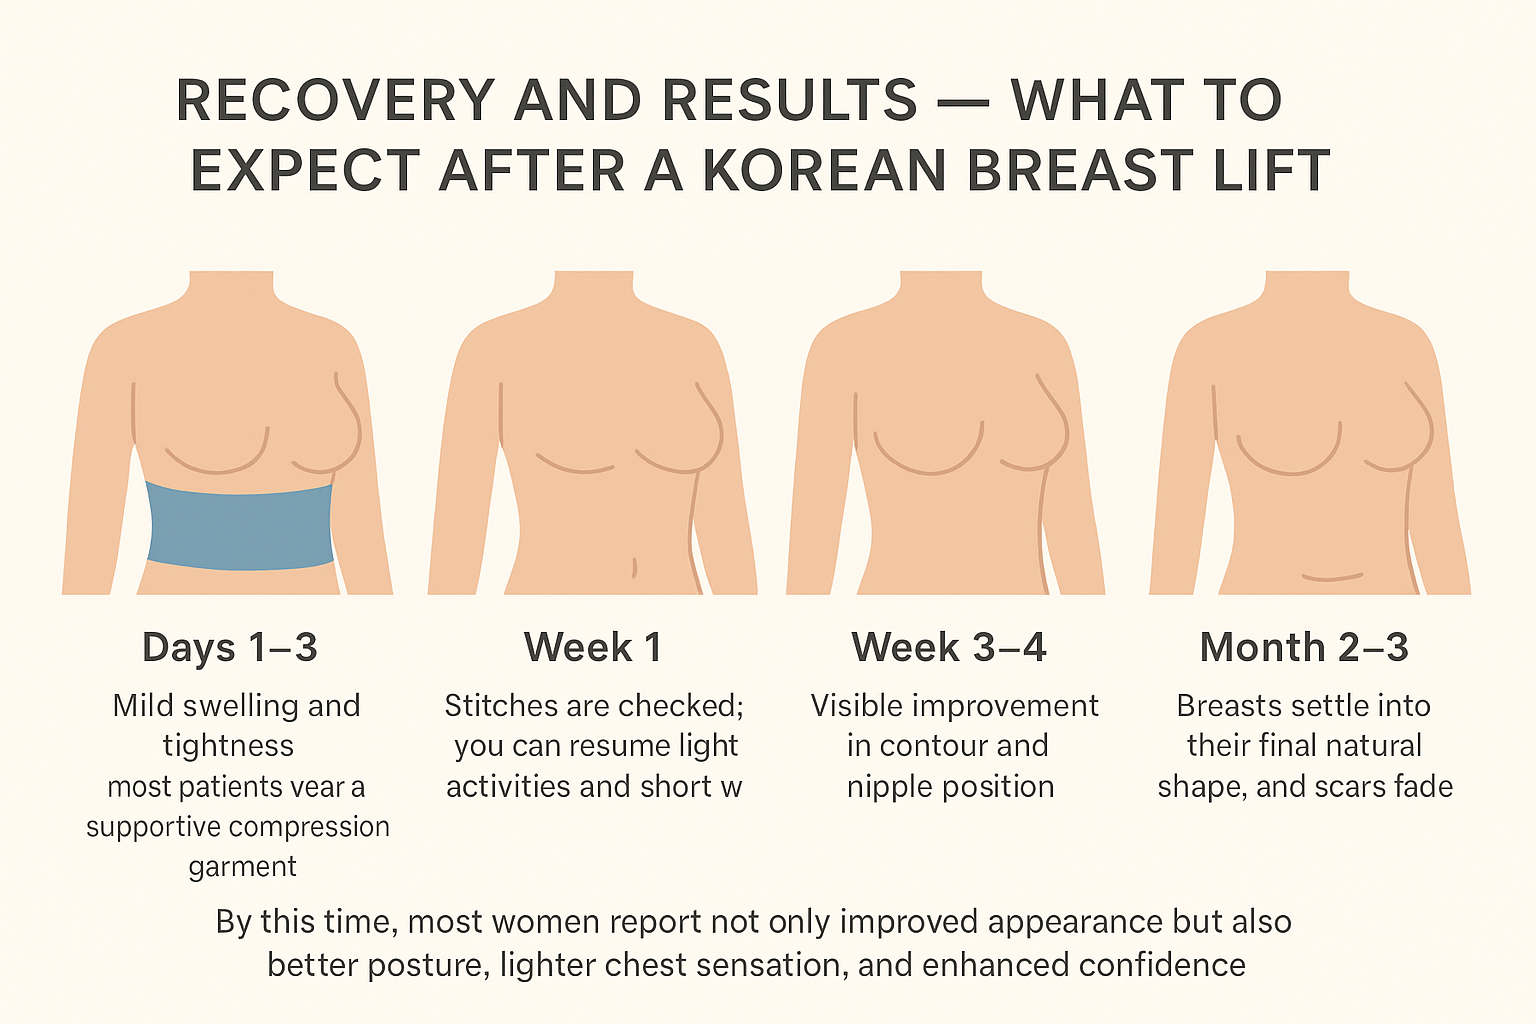 RECOVERY AND RESULTS — WHAT TO
EXPECT AFTER A KOREAN BREAST LIFT
Days 1–3
Mild swelling and
tightness
most patients vear a
supportive compression
garment
Week 1
Stitches are checked;
you can resume light
activities and short w
Week 3–4
Visible improvement
in contour and
nipple position
Month 2–3
Breasts settle into
their final natural
shape, and scars fade
By this time, most women report not only improved appearance but also
better posture, lighter chest sensation, and enhanced confidence